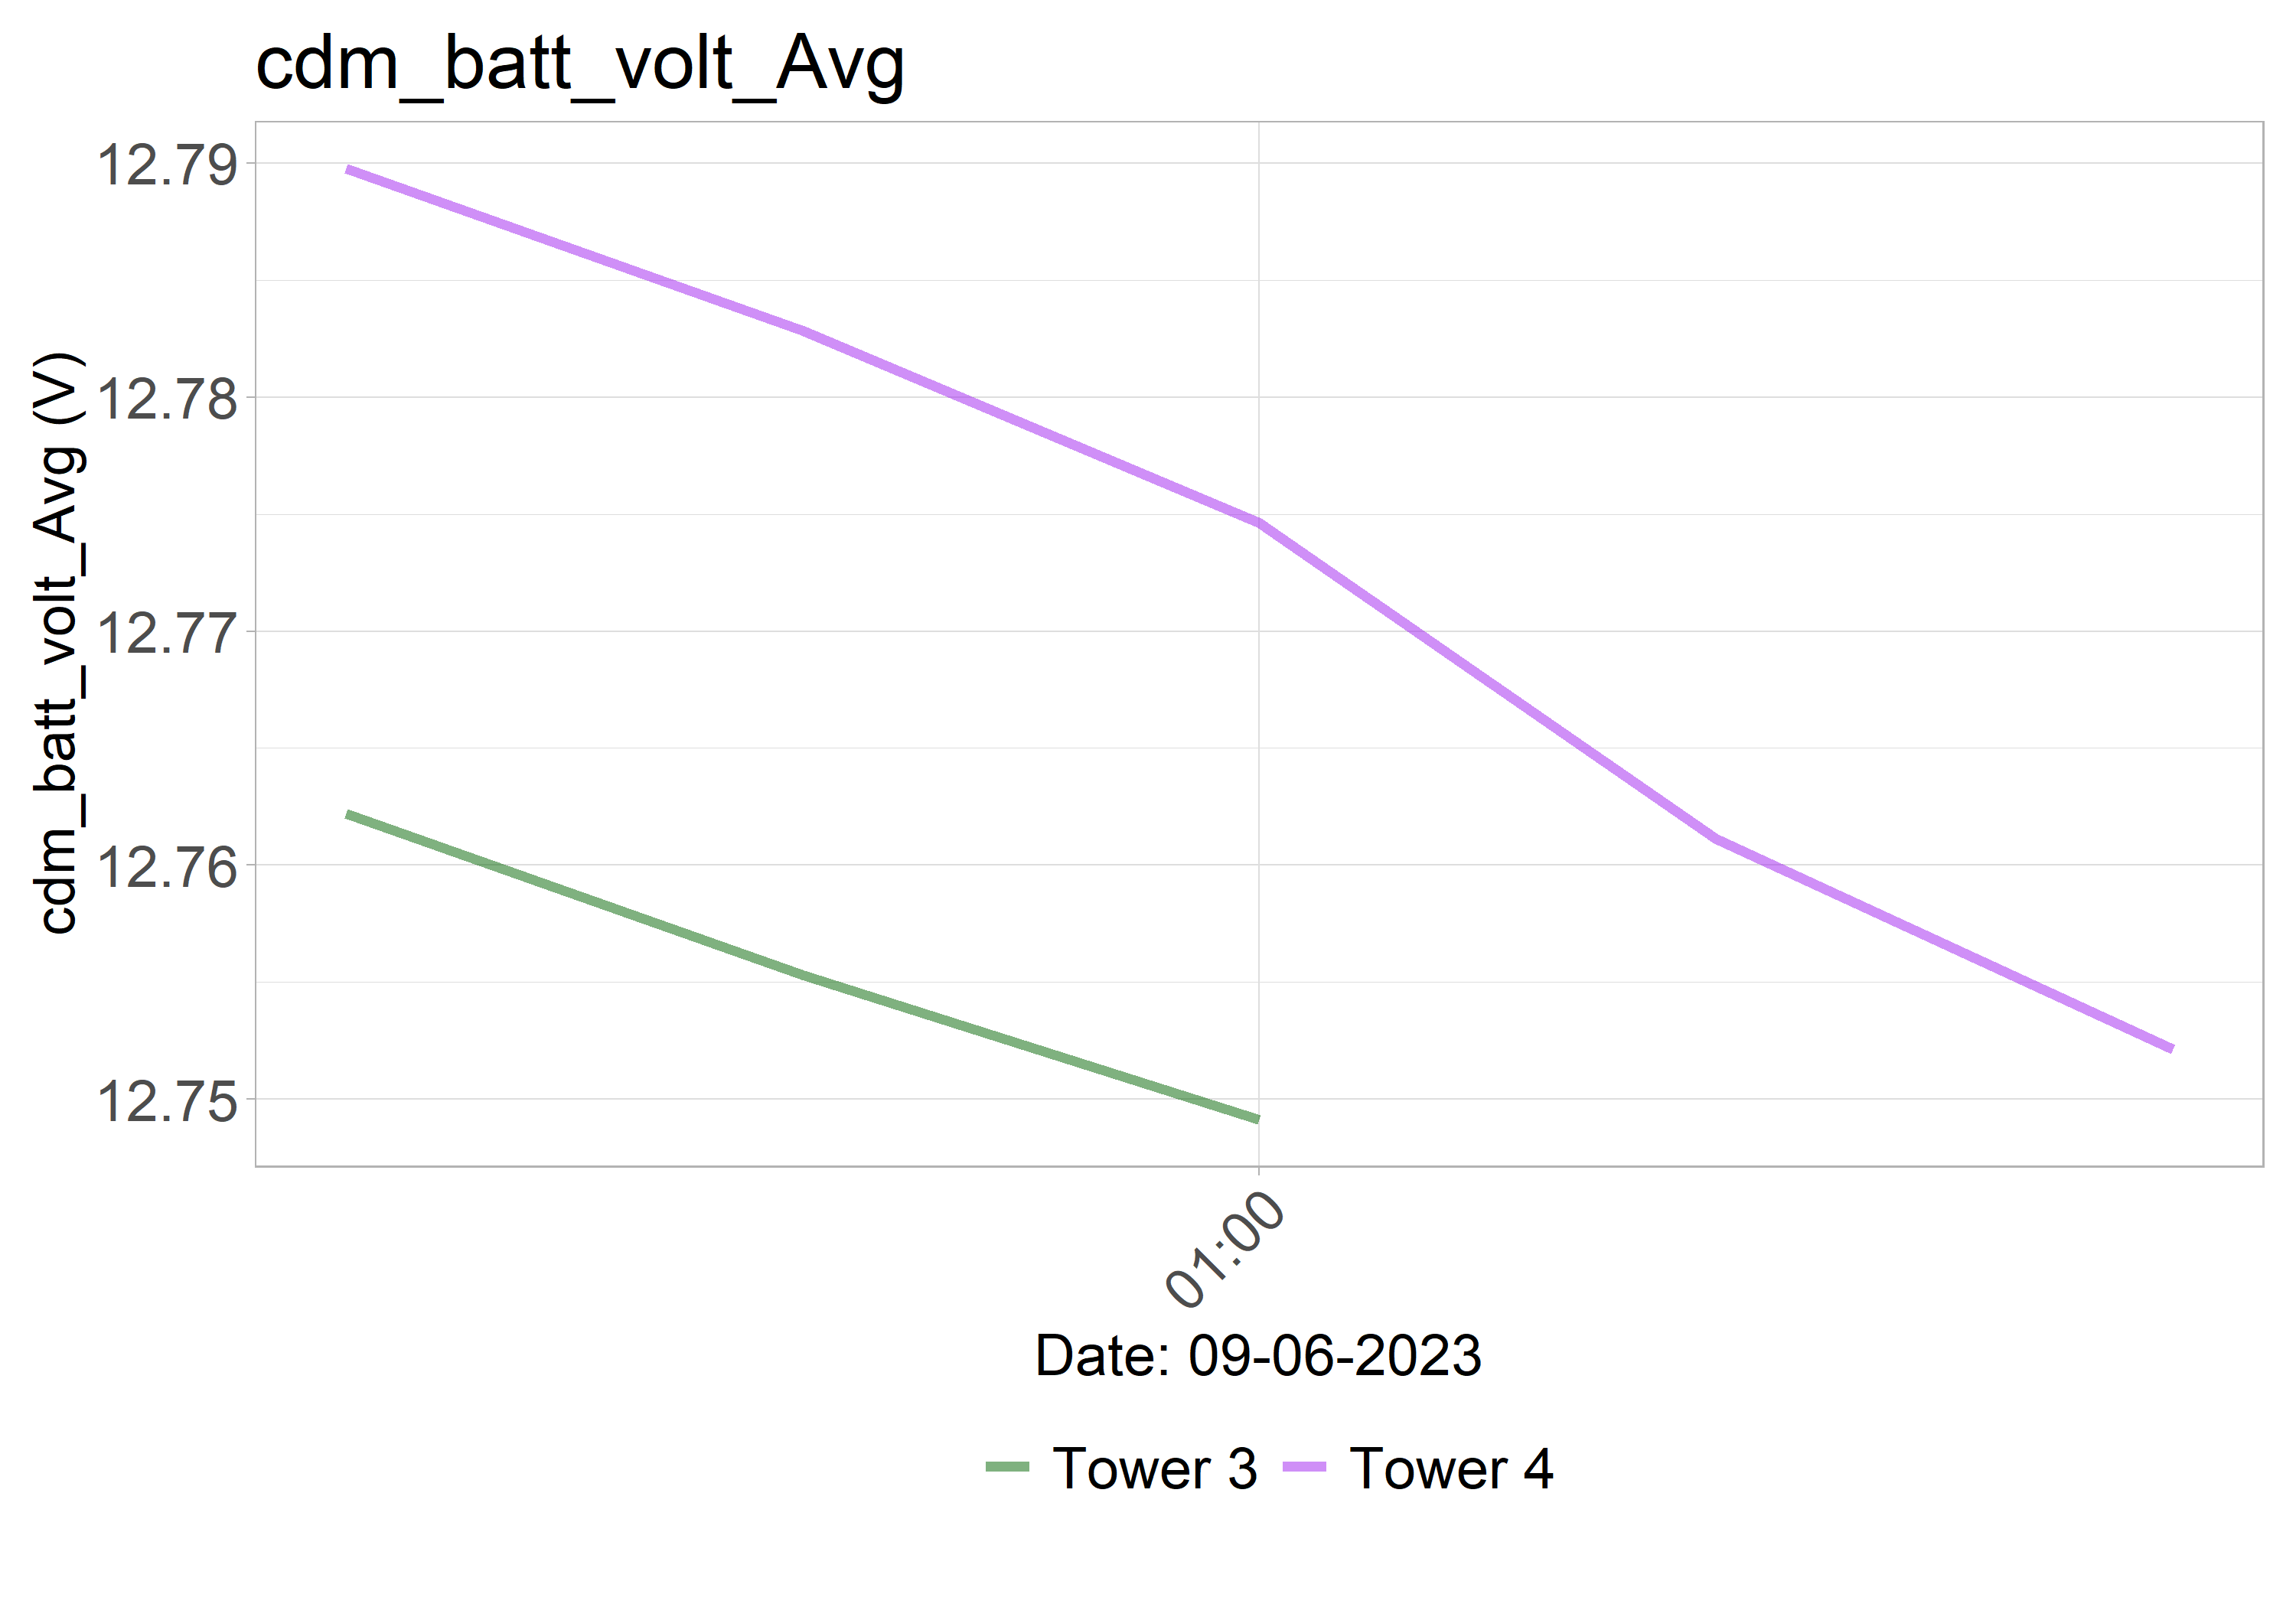 cdm_batt_volt_Avg
cdm_batt_volt_Avg (V)
12.79
12.78
12.77
12.76
12.75
01:00
Date: 09-06-2023
Tower 3 Tower 4